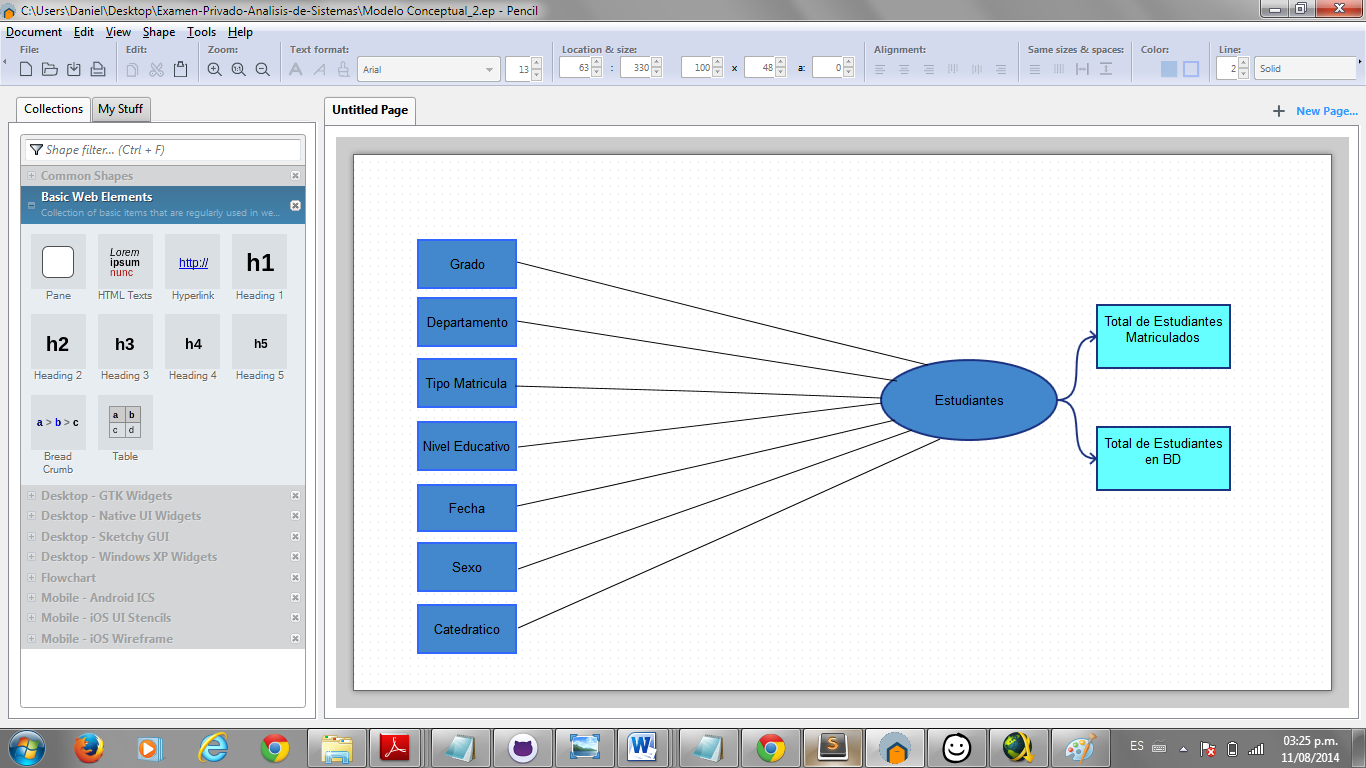 C:\Users\Daniel\Desktop\Examen-Privado-Analisis-de-Sistemas\Modelo Conceptual_2.ep - Pencil
Document Edit View Shape Tools Help
File: Edit: Zoom: Text format: Location & size: Alignment: Same sizes & spaces: Color: Line:
Arial 13 63 : 330 100 x 48 a: 0 2 Solid
Collections My Stuff
Untitled Page
New Page...
Shape filter... (Ctrl + F)
Common Shapes
Basic Web Elements
Collection of basic items that are regularly used in we...
Lorem
ipsum
nunc
http://
h1
Pane HTML Texts Hyperlink Heading 1
h2 h3 h4 h5
Heading 2 Heading 3 Heading 4 Heading 5
a > b > c
a b
c d
Bread
Crumb
Table
Desktop - GTK Widgets
Desktop - Native UI Widgets
Desktop - Sketchy GUI
Desktop - Windows XP Widgets
Flowchart
Mobile - Android ICS
Mobile - iOS UI Stencils
Mobile - iOS Wireframe
Grado
Departamento
Tipo Matricula
Nivel Educativo
Fecha
Sexo
Catedratico
Estudiantes
Total de Estudiantes
Matriculados
Total de Estudiantes
en BD
ES
03:25 p.m.
11/08/2014